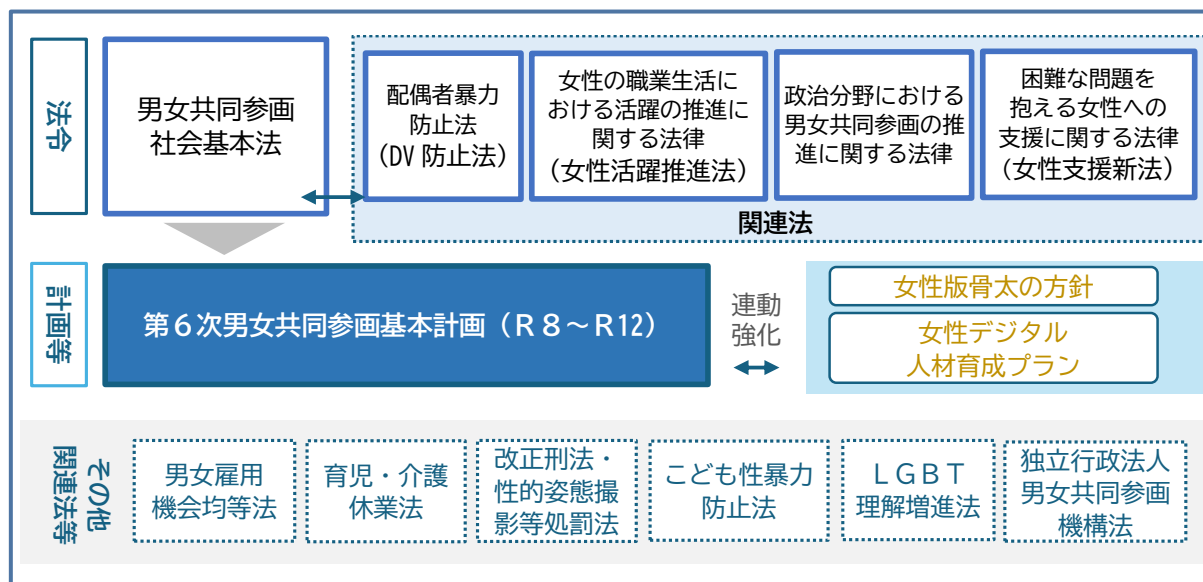 法令
男女共同参画
社会基本法
配偶者暴力
防止法
（DV 防止法）
女性の職業生活に
おける活躍の推進に
関する法律
（女性活躍推進法）
政治分野における
男女共同参画の推
進に関する法律
困難な問題を
抱える女性への
支援に関する法律
（女性支援新法）
関連法
計画等
第６次男女共同参画基本計画（Ｒ８～Ｒ12）
連動
強化
女性版骨太の方針
女性デジタル
人材育成プラン
その他
関連法等
男女雇用
機会均等法
育児・介護
休業法
改正刑法・
性的姿態撮
影等処罰法
こども性暴力
防止法
ＬＧＢＴ
理解増進法
独立行政法人
男女共同参画
機構法